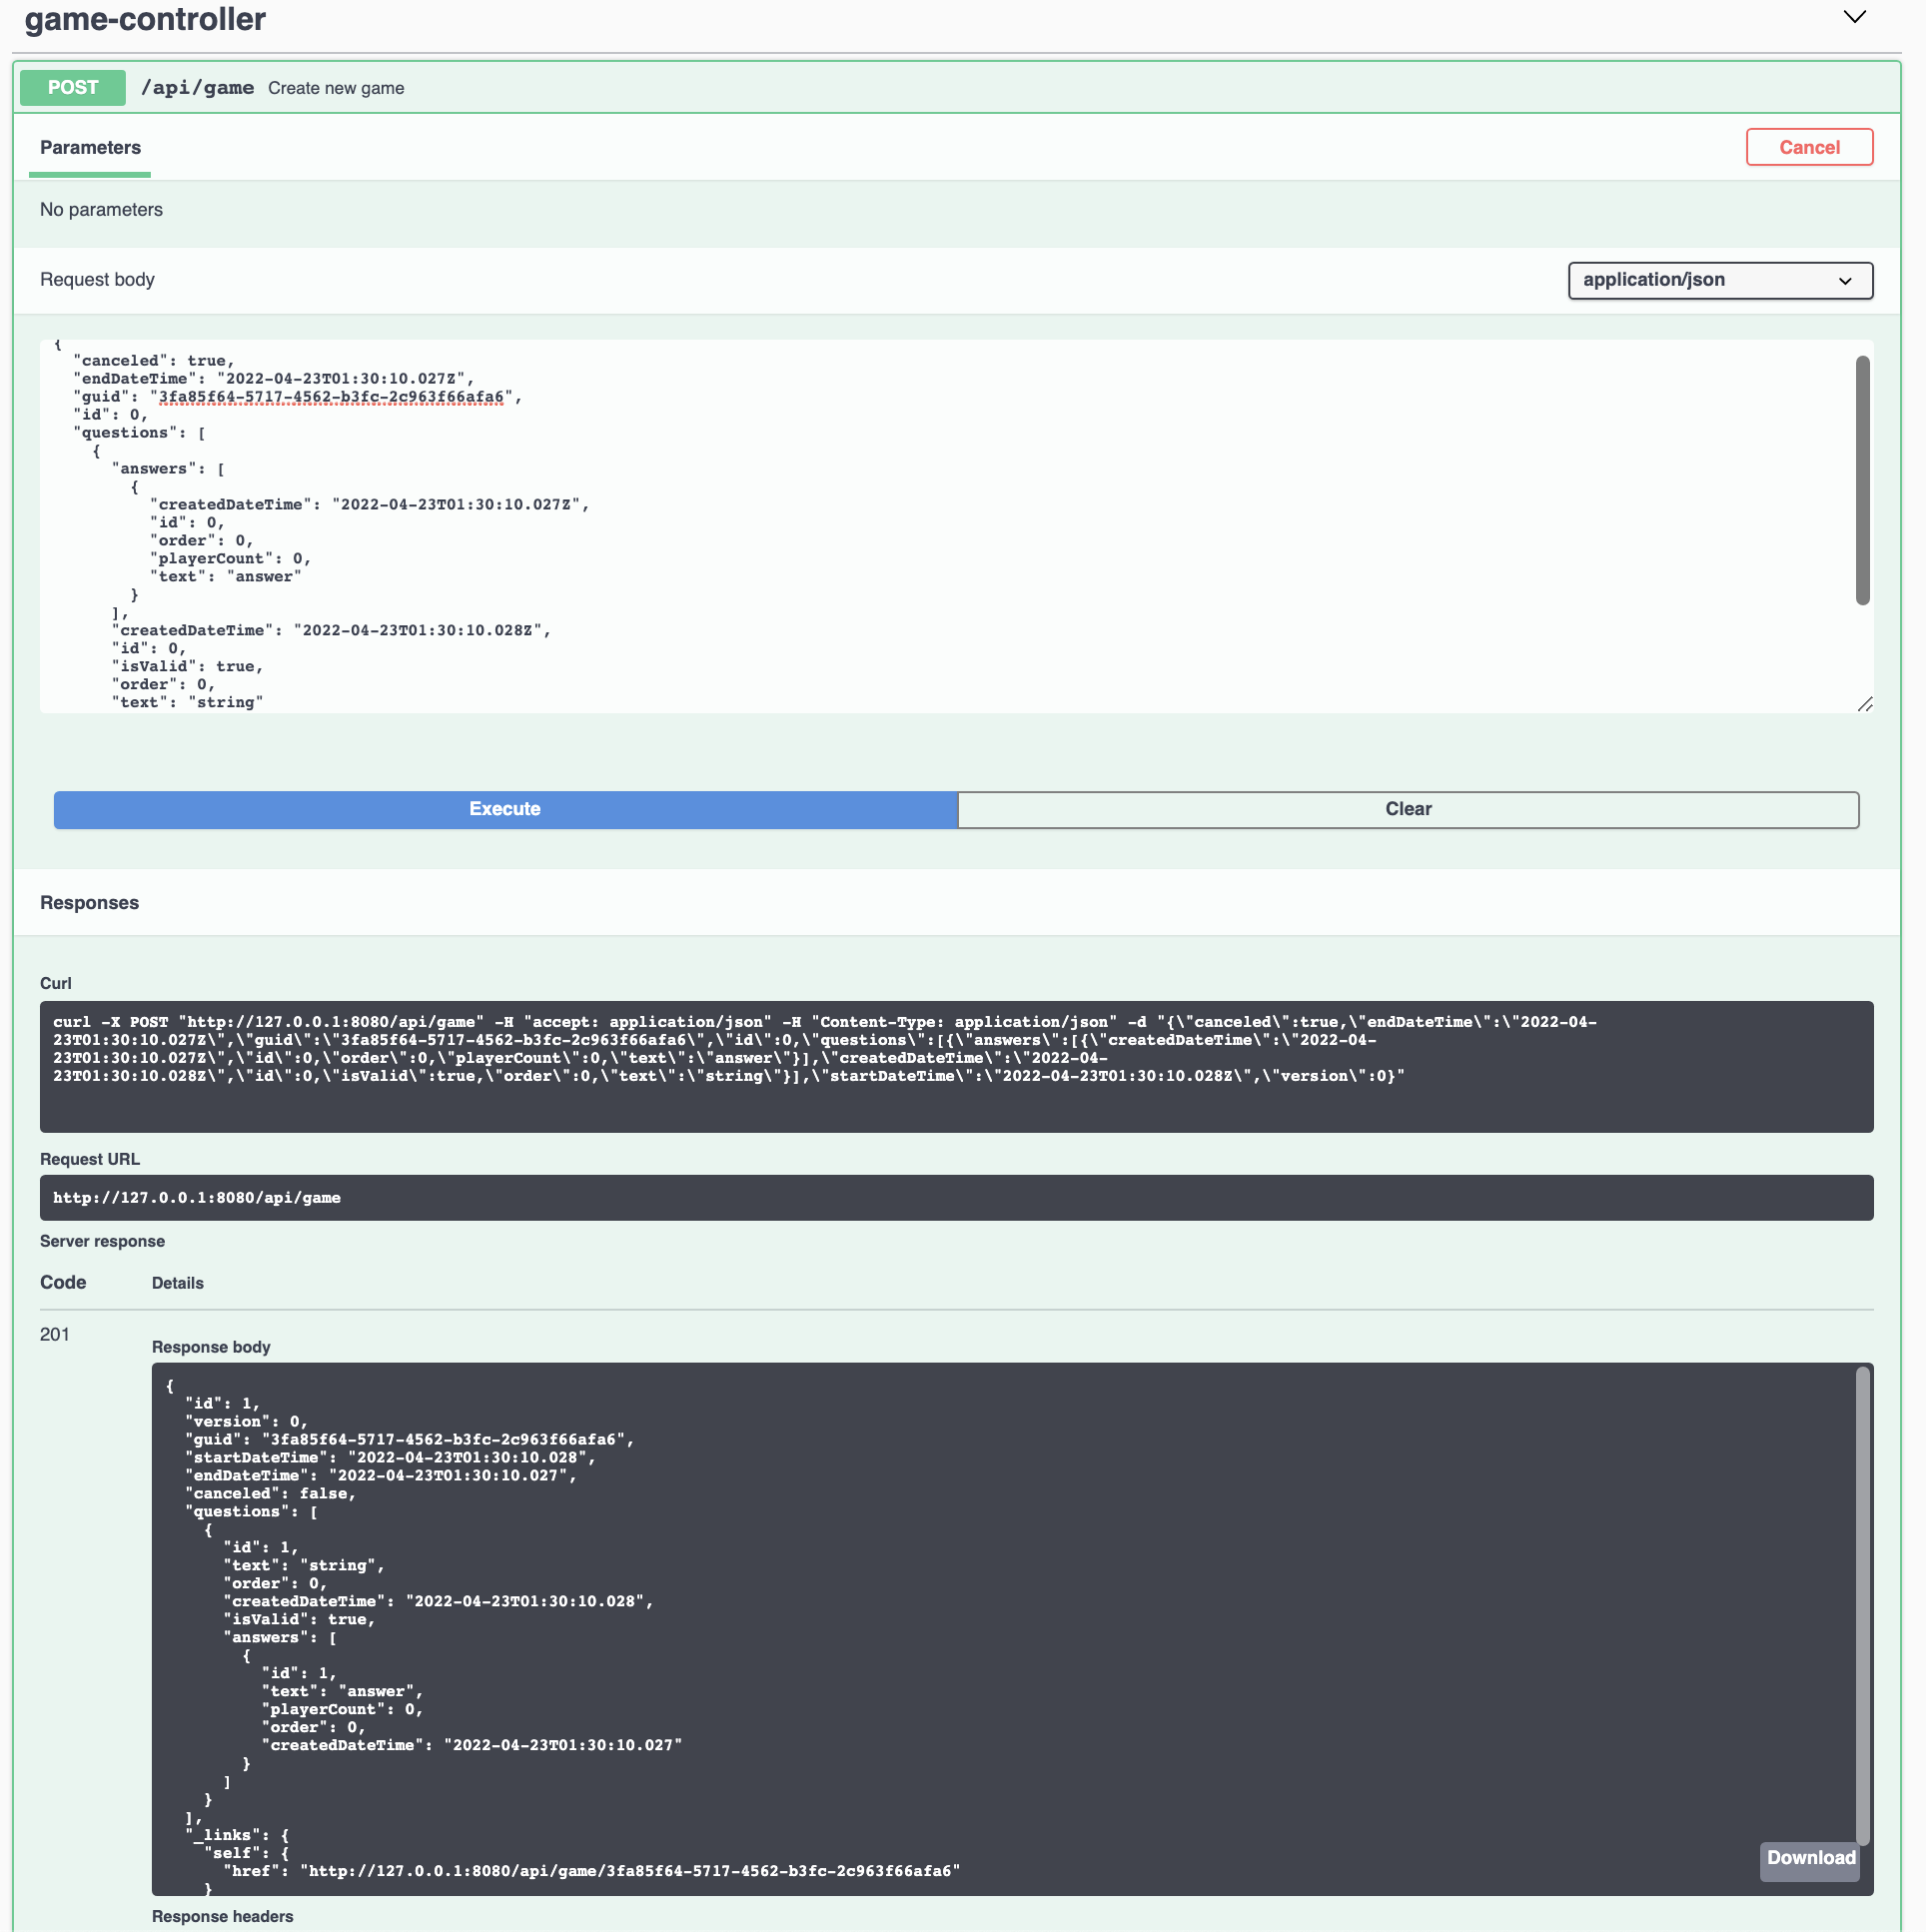 game-controller
POST /api/game Create new game
Parameters
Cancel
No parameters
Request body
application/json
{
  "canceled": true,
  "endDateTime": "2022-04-23T01:30:10.027Z",
  "guid": "3fa85f64-5717-4562-b3fc-2c963f66afa6",
  "id": 0,
  "questions": [
    {
      "answers": [
        {
          "createdDateTime": "2022-04-23T01:30:10.027Z",
          "id": 0,
          "order": 0,
          "playerCount": 0,
          "text": "answer"
        }
      ],
      "createdDateTime": "2022-04-23T01:30:10.028Z",
      "id": 0,
      "isValid": true,
      "order": 0,
      "text": "string"
Execute
Clear
Responses
Curl
curl -X POST "http://127.0.0.1:8080/api/game" -H "accept: application/json" -H "Content-Type: application/json" -d "{\"canceled\":true,\"endDateTime\":\"2022-04-
23T01:30:10.027Z\",\"guid\":\"3fa85f64-5717-4562-b3fc-2c963f66afa6\",\"id\":0,\"questions\":[{\"answers\":[{\"createdDateTime\":\"2022-04-
23T01:30:10.027Z\",\"id\":0,\"order\":0,\"playerCount\":0,\"text\":\"answer\"}],\"createdDateTime\":\"2022-04-
23T01:30:10.028Z\",\"id\":0,\"isValid\":true,\"order\":0,\"text\":\"string\"}],\"startDateTime\":\"2022-04-23T01:30:10.028Z\",\"version\":0}"
Request URL
http://127.0.0.1:8080/api/game
Server response
Code Details
201
Response body
{
  "id": 1,
  "version": 0,
  "guid": "3fa85f64-5717-4562-b3fc-2c963f66afa6",
  "startDateTime": "2022-04-23T01:30:10.028",
  "endDateTime": "2022-04-23T01:30:10.027",
  "canceled": false,
  "questions": [
    {
      "id": 1,
      "text": "string",
      "order": 0,
      "createdDateTime": "2022-04-23T01:30:10.028",
      "isValid": true,
      "answers": [
        {
          "id": 1,
          "text": "answer",
          "playerCount": 0,
          "order": 0,
          "createdDateTime": "2022-04-23T01:30:10.027"
        }
      ]
    }
  ],
  "_links": {
    "self": {
      "href": "http://127.0.0.1:8080/api/game/3fa85f64-5717-4562-b3fc-2c963f66afa6"
    }
Download
Response headers